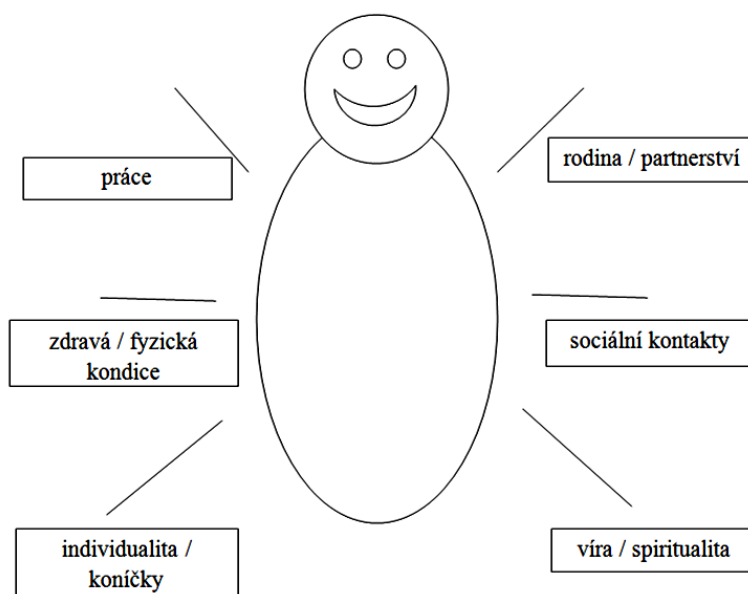 práce
rodina / partnerství
zdravá / fyzická
kondice
sociální kontakty
individualita /
koníčky
víra / spiritualita